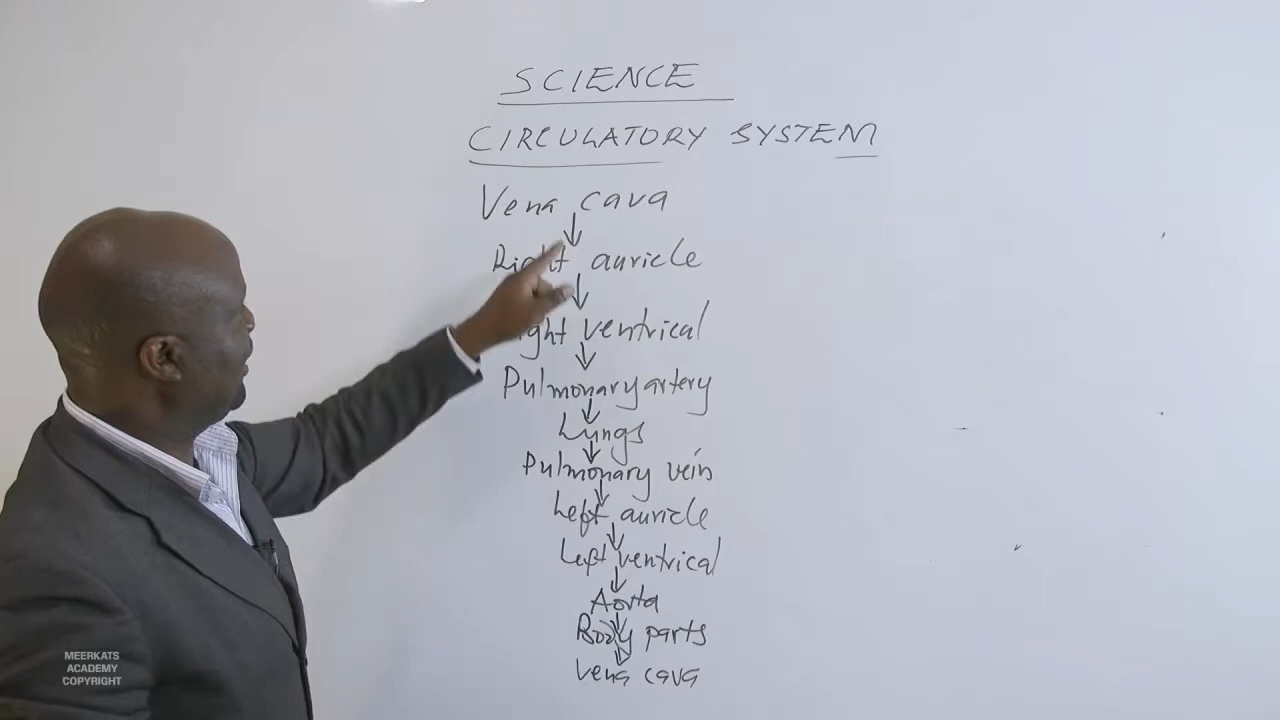 SCIENCE
CIRCULATORY SYSTEM
Vena cava
Right auricle
Right ventrical
Pulmonary artery
Lungs
Pulmonary vein
Left auricle
Left ventrical
Aorta
Body parts
Vena cava
MEERKATS
ACADEMY
COPYRIGHT